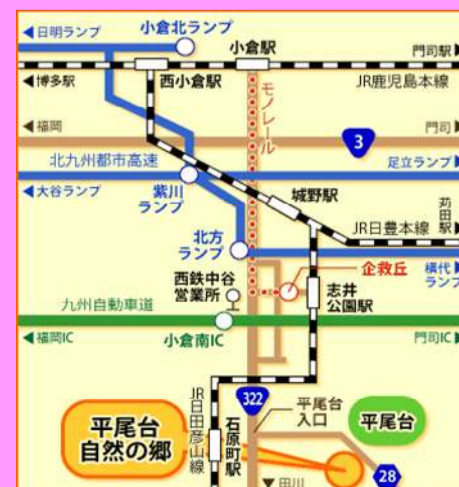 ◀日明ランプ
小倉北ランプ
小倉駅
門司駅▶
◀博多駅
西小倉駅
JR鹿児島本線
モノレール
◀福岡
3
門司▶
北九州都市高速
足立ランプ▶
◀大谷ランプ
紫川
ランプ
城野駅
苅田駅▶
JR日豊本線
北方
ランプ
企救丘
横代
ランプ▶
西鉄中谷
営業所
志井
公園駅
九州自動車道
◀福岡IC
小倉南IC
門司IC▶
JR日田彦山線
322
平尾台
入口
平尾台
平尾台
自然の郷
石原町駅
28
▼田川